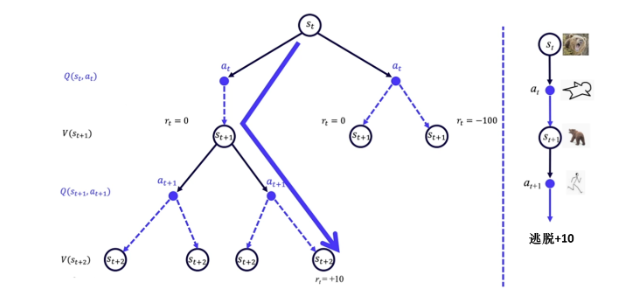 s_t
a_t
a_t
Q(s_t, a_t)
r_t = 0
r_t = 0
r_t = −100
V(s_{t+1})
s_{t+1}
s_{t+1}
s_{t+1}
a_{t+1}
a_{t+1}
Q(s_{t+1}, a_{t+1})
V(s_{t+2})
s_{t+2}
s_{t+2}
s_{t+2}
s_{t+2}
r_t = +10
s_t
a_t
s_{t+1}
a_{t+1}
逃脱+10